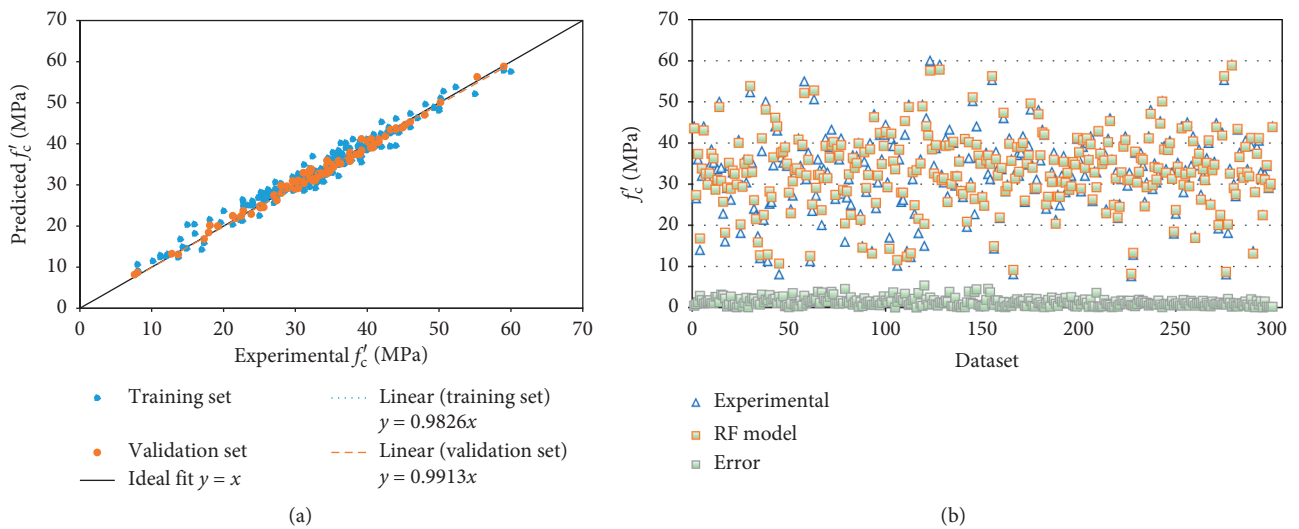 70
60
50
40
30
20
10
0
Predicted f′c (MPa)
0 10 20 30 40 50 60 70
Experimental f′c (MPa)
Training set
Linear (training set)
y = 0.9826x
Validation set
Linear (validation set)
Ideal fit y = x
y = 0.9913x
(a)
70
60
50
40
30
20
10
0
f′c (MPa)
0 50 100 150 200 250 300
Dataset
Experimental
RF model
Error
(b)